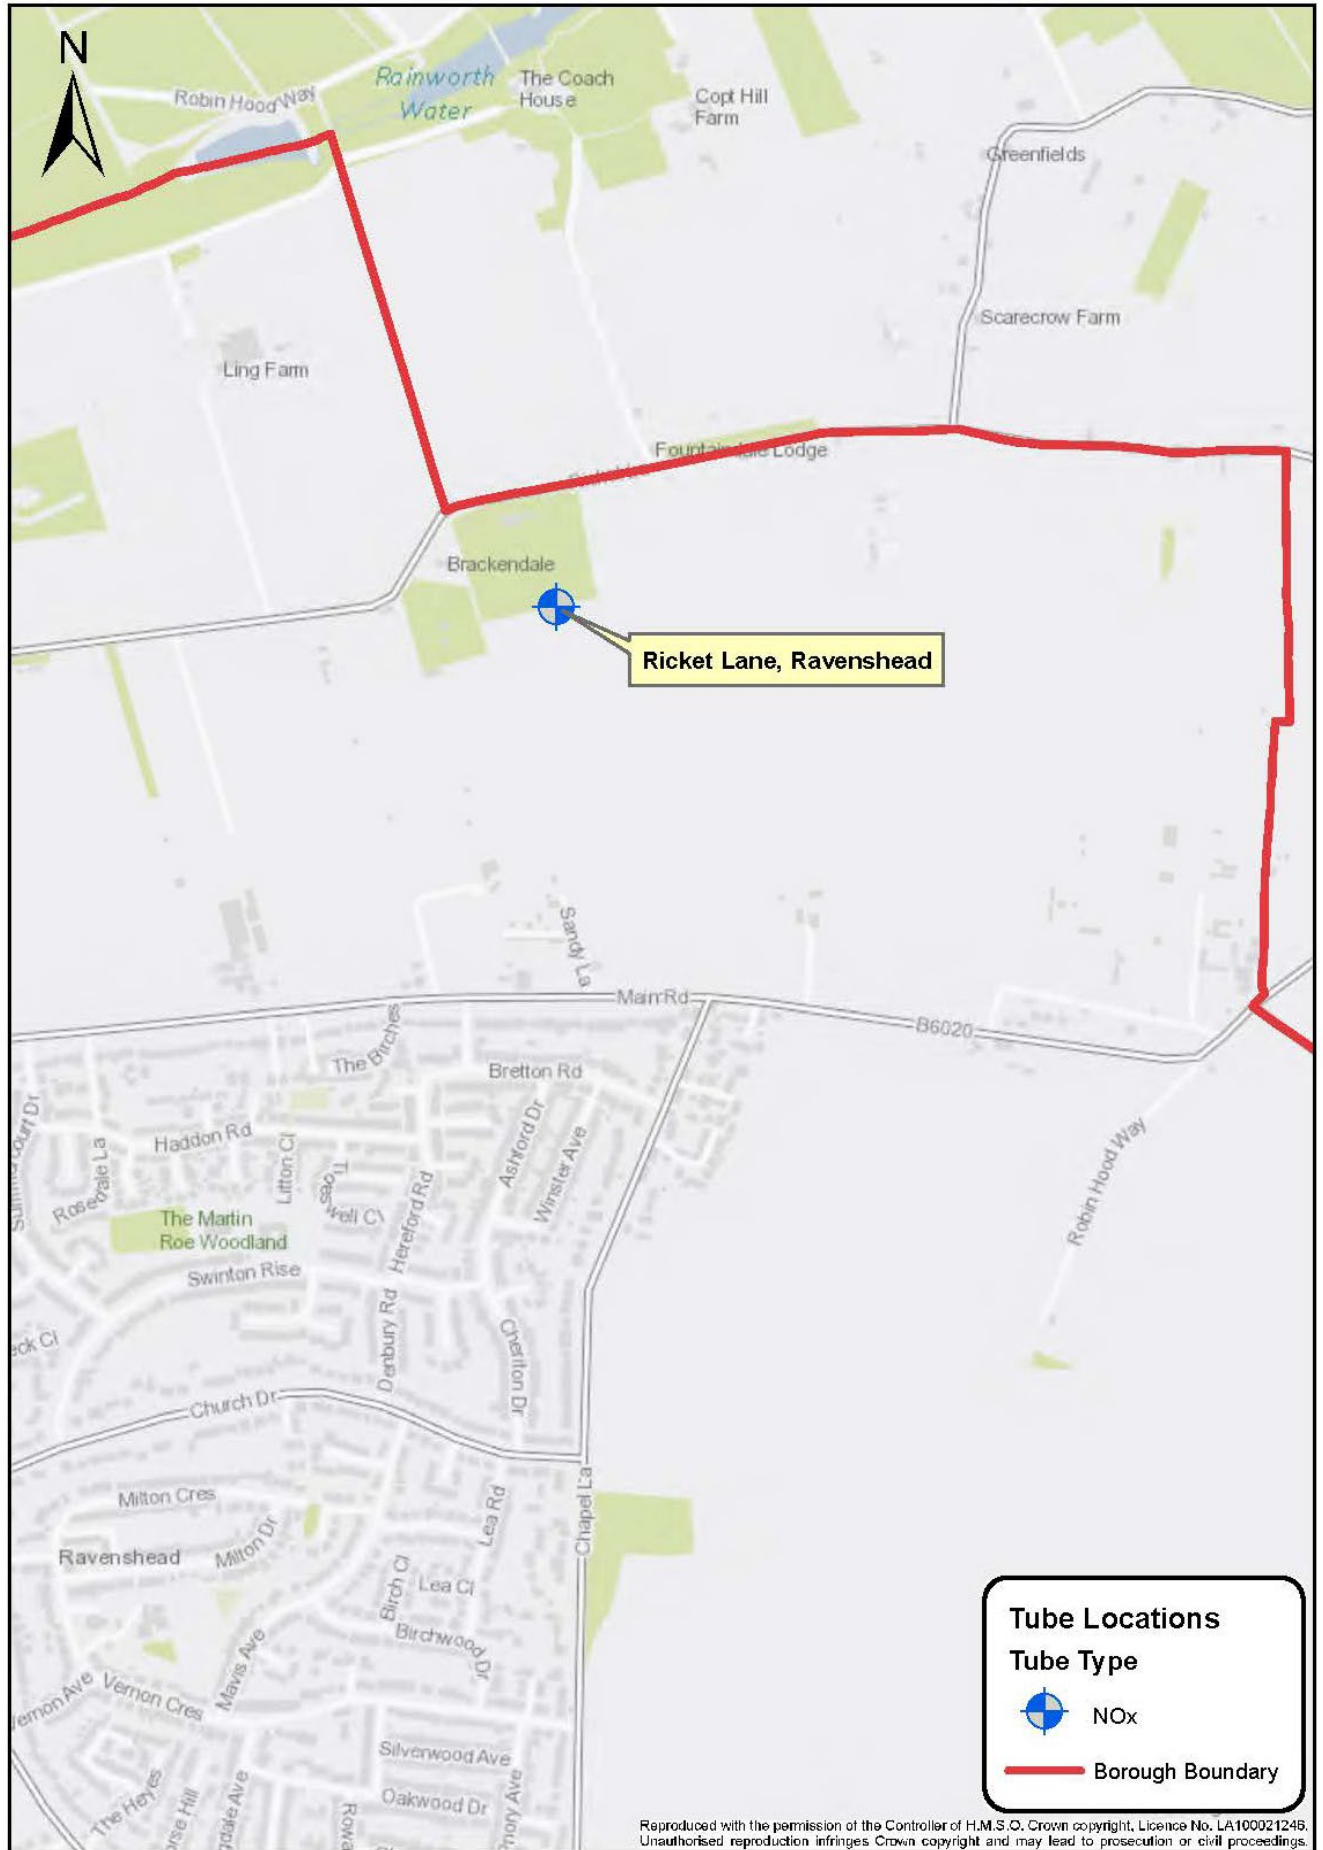 N
Robin Hood Way
Rainworth
Water
The Coach
House
Copt Hill
Farm
Greenfields
Scarecrow Farm
Ling Farm
Lodge
Brackendale
Ricket Lane, Ravenshead
Sandy La
Main Rd
B6020
The Birches
Bretton Rd
Haddon Rd
Litton Cl
Ashford Dr
Winster Ave
Rosedale La
Hereford Rd
Robin Hood Way
The Martin
Roe Woodland
Swinton Rise
Denbury Rd
Cheriton Dr
Church Dr
Milton Cres
Lea Rd
Chapel La
Ravenshead
Milton Dr
Birch Cl
Lea Cl
Birchwood Dr
Mavis Ave
Vernon Cres
Silverwood Ave
Oakwood Dr
The Heyes
Tube Locations
Tube Type
NOx
Borough Boundary
Reproduced with the permission of the Controller of H.M.S.O. Crown copyright, Licence No. LA100021246.
Unauthorised reproduction infringes Crown copyright and may lead to prosecution or civil proceedings.